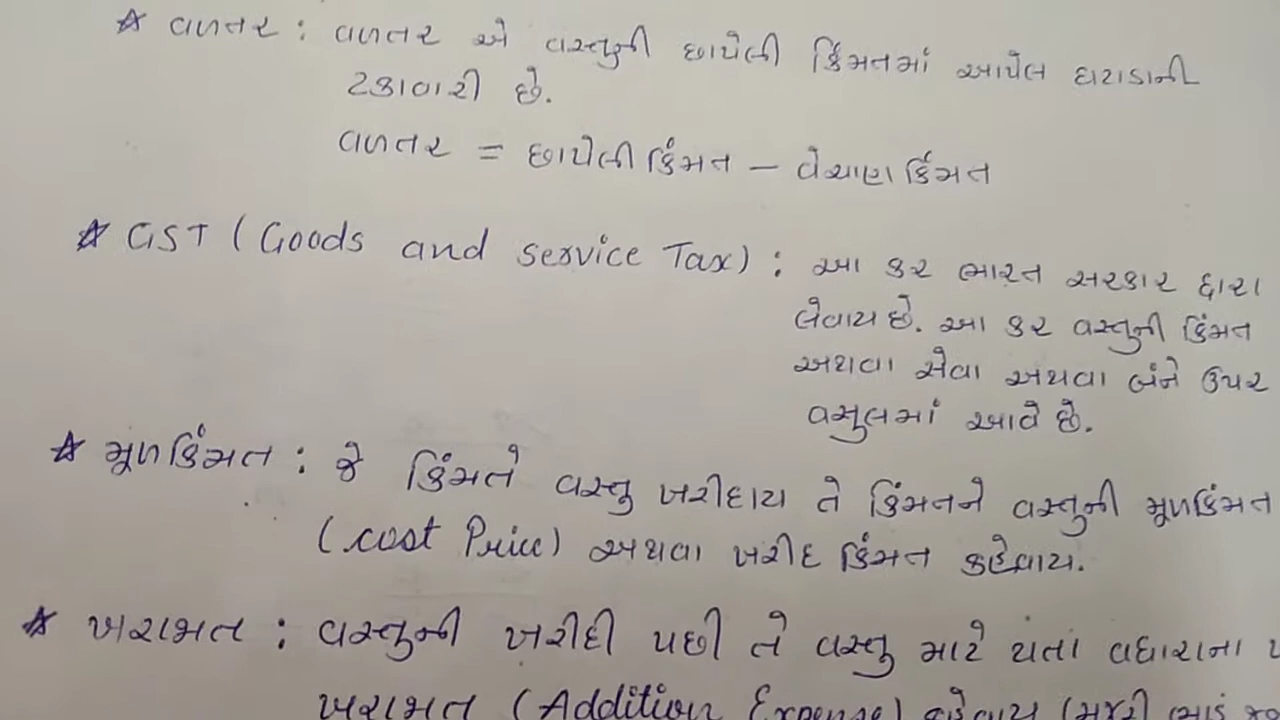 ☆ વળતર : વળતર એ વસ્તુની છાપેલી કિંમતમાં આપેલ ઘટાડાની
ટકાવારી છે.
વળતર = છાપેલી કિંમત - વેચાણ કિંમત
☆ GST (Goods and Service Tax) : આ કર ભારત સરકાર દ્વારા
લેવાય છે. આ કર વસ્તુની કિંમત
અથવા સેવા અથવા બંને ઉપર
વસુલમાં આવે છે.
☆ મૂળકિંમત : જે કિંમતે વસ્તુ ખરીદાય તે કિંમતને વસ્તુની મૂળકિંમત
(cost Price) અથવા ખરીદ કિંમત કહેવાય.
☆ ખરાજત : વસ્તુની ખરીદી પછી તે વસ્તુ માટે થતા વધારાના
ખરાજત (Addition Expense) કહેવાય